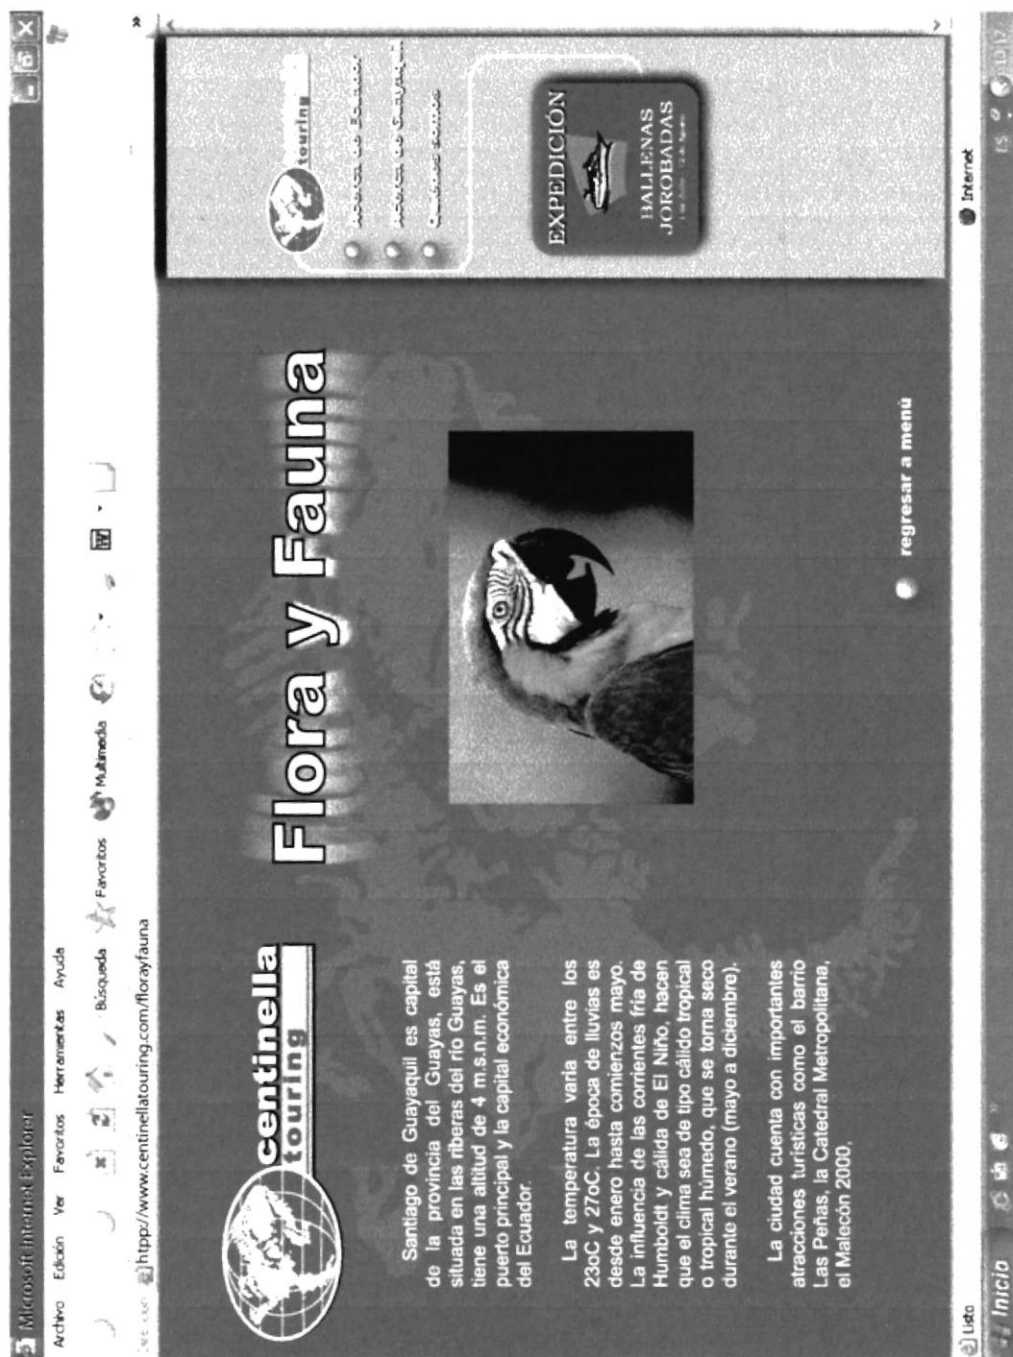 Microsoft Internet Explorer
Archivo Edición Ver Favoritos Herramientas Ayuda
Búsqueda Favoritos Multimedia
htpp://www.centinellatouring.com/florayfauna
centinella
touring
Flora y Fauna
Santiago de Guayaquil es capital
de la provincia del Guayas, está
situada en las riberas del río Guayas,
tiene una altitud de 4 m.s.n.m. Es el
puerto principal y la capital económica
del Ecuador.
La temperatura varia entre los
23oC y 27oC. La época de lluvias es
desde enero hasta comienzos mayo.
La influencia de las corrientes fría de
Humboldt y cálida de El Niño, hacen
que el clima sea de tipo cálido tropical
o tropical húmedo, que se torna seco
durante el verano (mayo a diciembre).
La ciudad cuenta con importantes
atracciones turísticas como el barrio
Las Peñas, la Catedral Metropolitana,
el Malecón 2000,
regresar a menú
touring
EXPEDICIÓN
BALLENAS
JOROBADAS
Listo
Internet
Inicio
ES